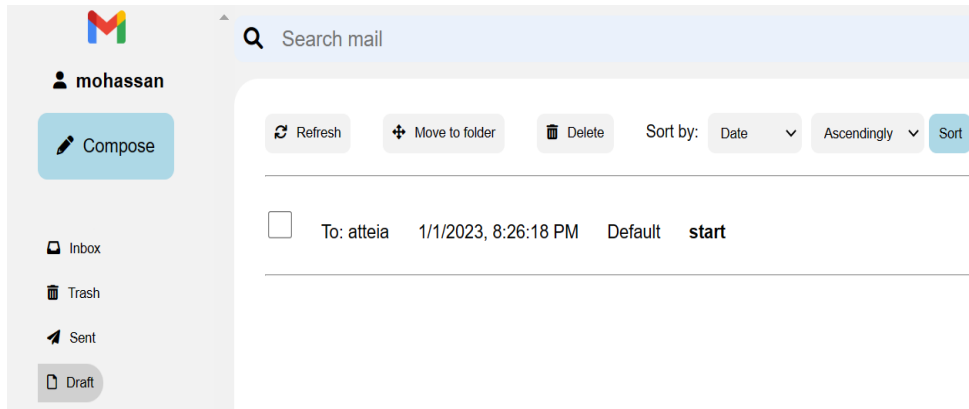 Search mail
mohassan
Compose
Refresh Move to folder Delete Sort by: Date Ascendingly Sort
To: atteia 1/1/2023, 8:26:18 PM Default start
Inbox
Trash
Sent
Draft